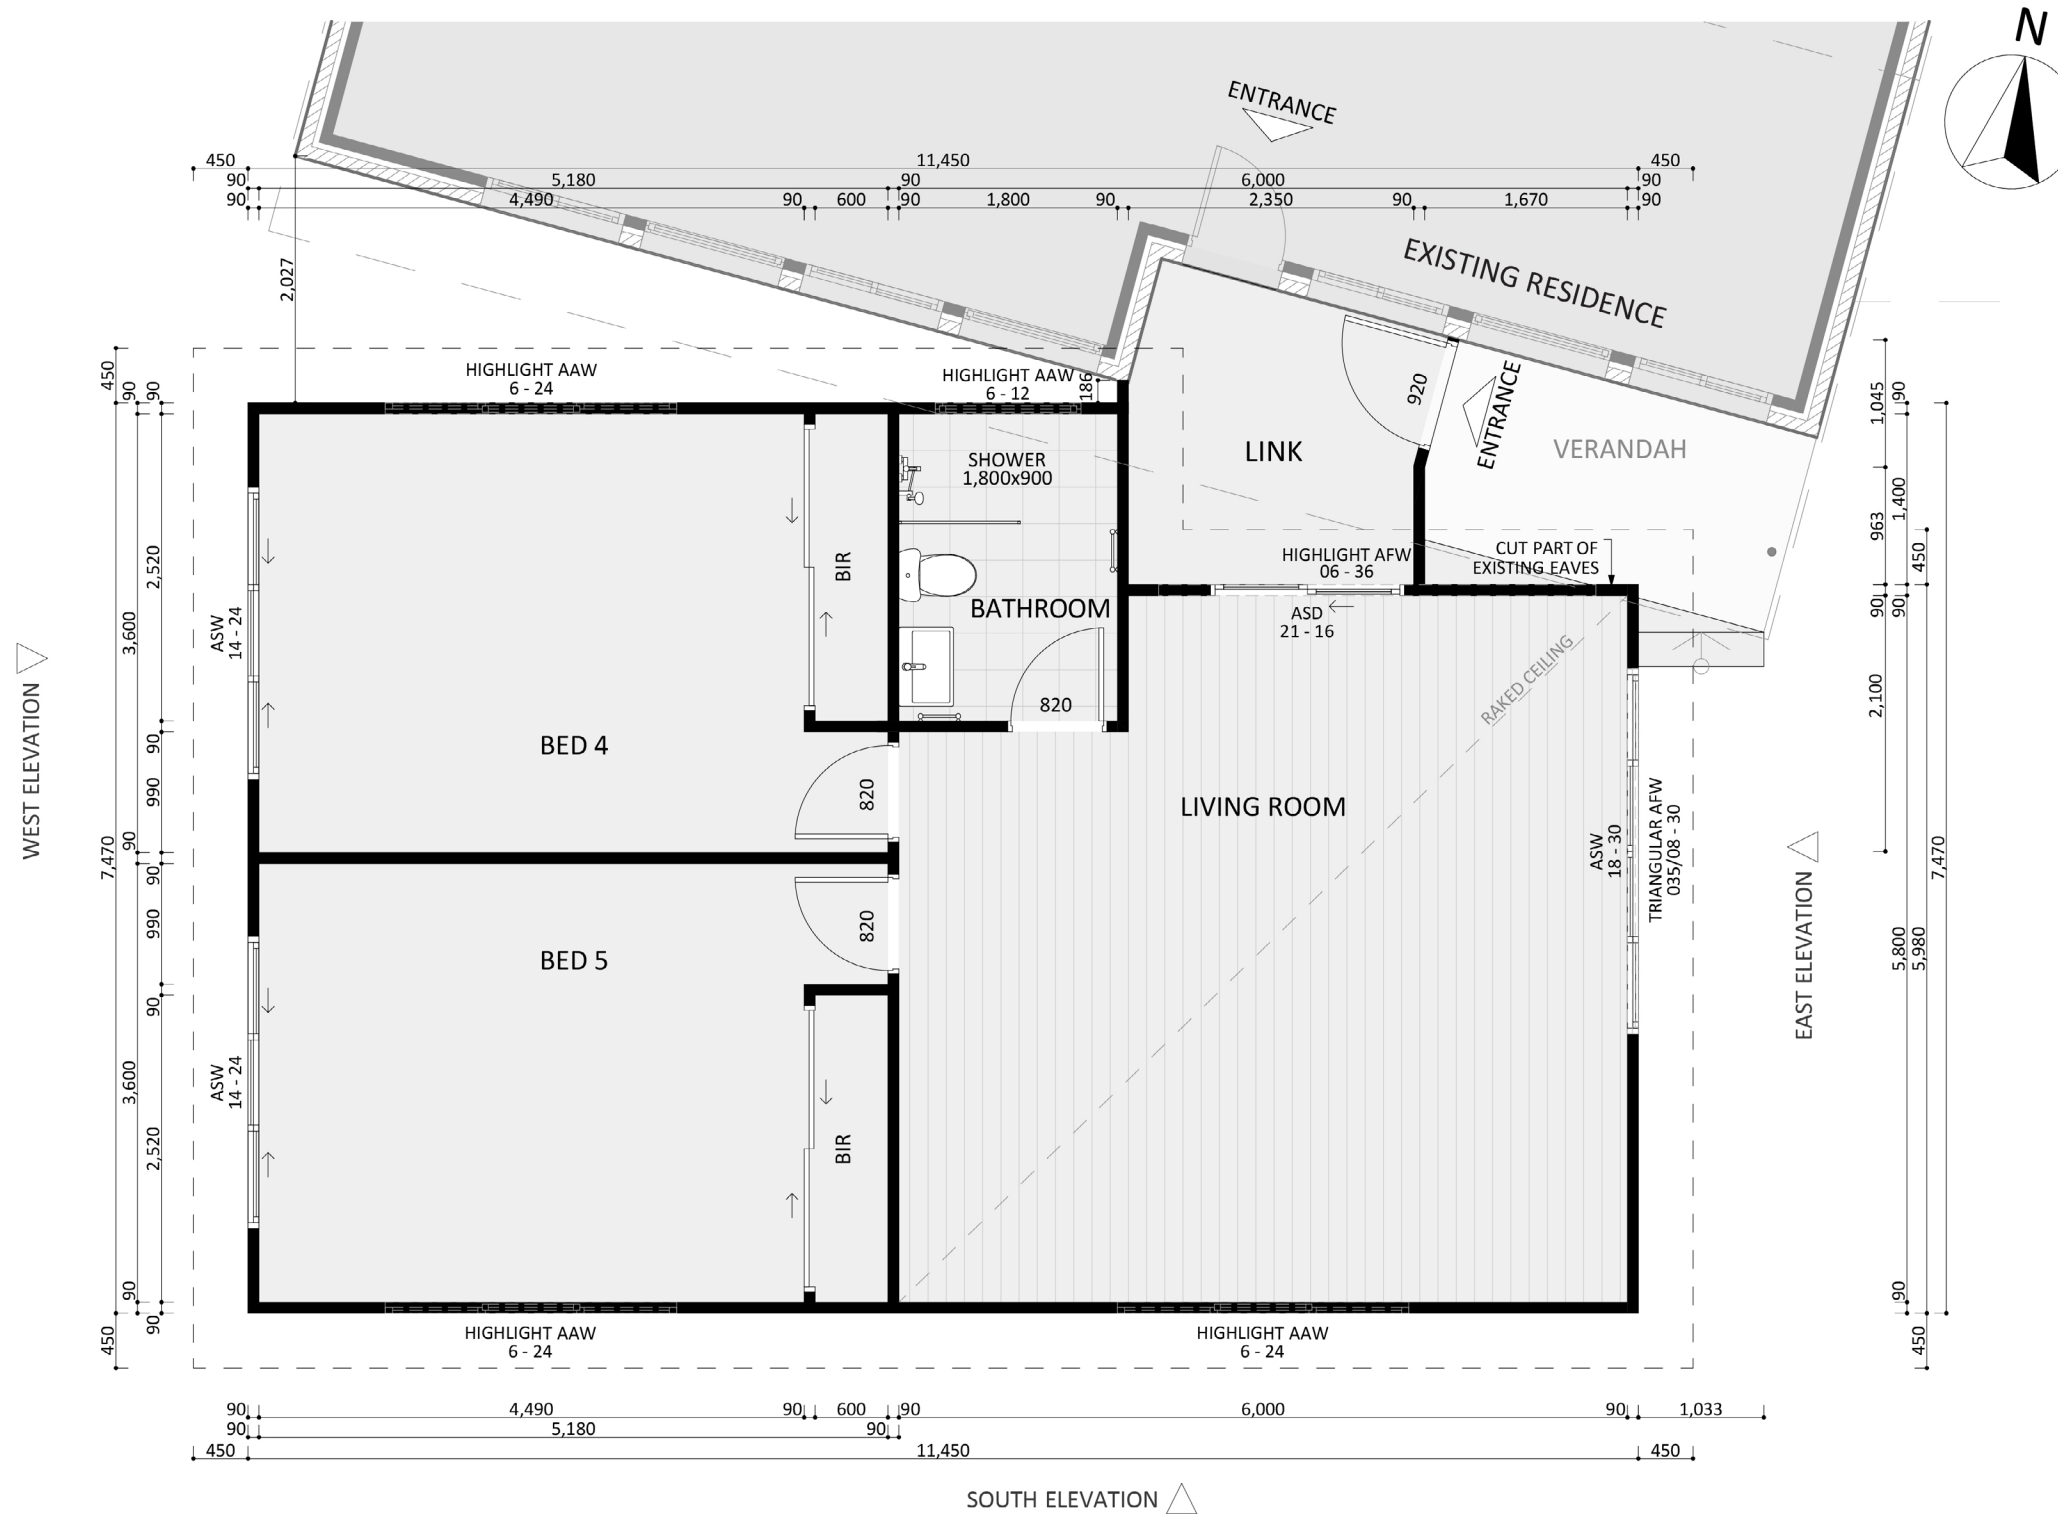 N
ENTRANCE
450
11,450
450
90
5,180
90
6,000
90
90
4,490
90
600
90
1,800
90
2,350
90
1,670
90
2,027
EXISTING RESIDENCE
HIGHLIGHT AAW
6 - 24
HIGHLIGHT AAW
6 - 12
186
920
ENTRANCE
VERANDAH
LINK
SHOWER
1,800x900
HIGHLIGHT AFW
06 - 36
CUT PART OF
EXISTING EAVES
ASD
21 - 16
BIR
BATHROOM
820
RAKED CEILING
ASW
14 - 24
BED 4
820
LIVING ROOM
ASW
18 - 30
TRIANGULAR AFW
035/08 - 30
820
BED 5
ASW
14 - 24
BIR
HIGHLIGHT AAW
6 - 24
HIGHLIGHT AAW
6 - 24
WEST ELEVATION
450
7,470
450
90
3,600
90
3,600
90
90
2,520
90
990
90
990
90
2,520
90
1,045
963
90
2,100
90
1,400
90
5,800
90
450
5,980
450
7,470
EAST ELEVATION
90
4,490
90
600
90
6,000
90
1,033
90
5,180
90
450
11,450
450
SOUTH ELEVATION